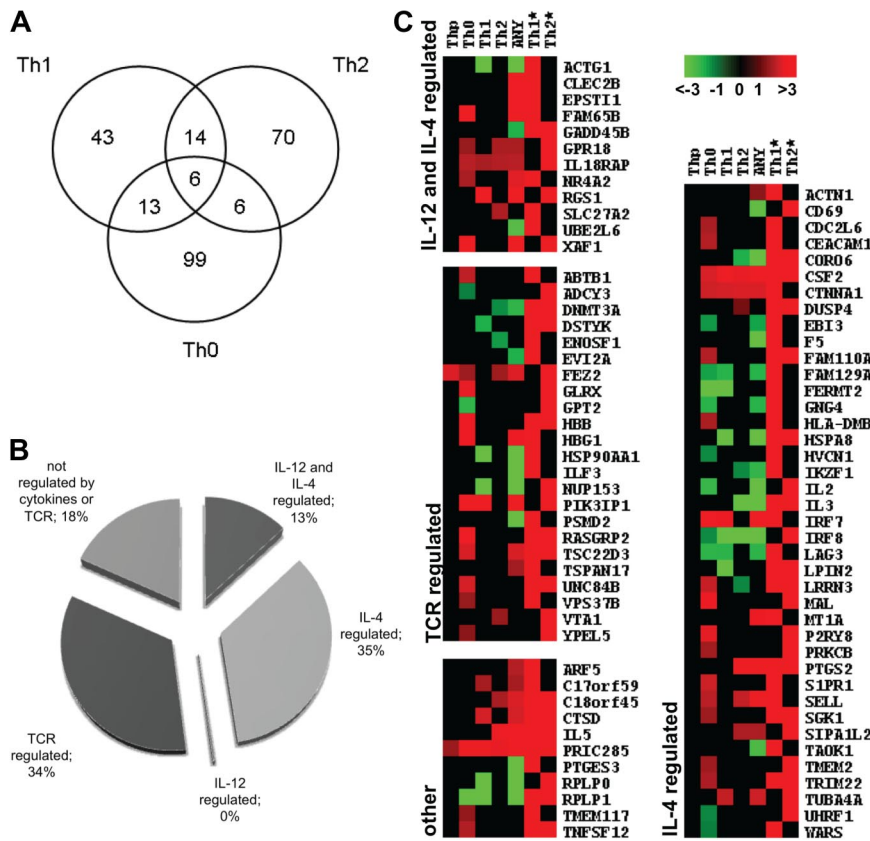 A
Th1
Th2
43
14
70
6
13
6
99
Th0
B
not
regulated by
cytokines or
TCR; 18%
IL-12 and
IL-4
regulated;
13%
IL-4
regulated;
35%
TCR
regulated;
34%
IL-12
regulated;
0%
C
Thp Th0 Th1 Th2 ANY Th1* Th2*
IL-12 and IL-4 regulated
ACTG1
CLEC2B
EPSTI1
FAM65B
GADD45B
GPR18
IL18RAP
NR4A2
RGS1
SLC27A2
UBE2L6
XAF1
TCR regulated
ABTB1
ADCY3
DNMT3A
DSTYK
ENOSF1
EVI2A
FEZ2
GLRX
GPT2
HBB
HBG1
HSP90AA1
ILF3
NUP153
PIK3IP1
PSMD2
RASGRP2
TSC22D3
TSPAN17
UNC84B
VPS37B
VTA1
YPEL5
other
ARF5
C17orf59
C18orf45
CTSD
IL5
PRIC285
PTGES3
RPLP0
RPLP1
TMEM117
TNFSF12
<-3 -1 0 1 >3
Thp Th0 Th1 Th2 ANY Th1* Th2*
IL-4 regulated
ACTN1
CD69
CDC2L6
CEACAM1
CORO6
CSF2
CTNNA1
DUSP4
EBI3
F5
FAM110A
FAM129A
FERMT2
GNG4
HLA-DMB
HSPA8
HVCN1
IKZF1
IL2
IL3
IRF7
IRF8
LAG3
LPIN2
LRRN3
MAL
MT1A
P2RY8
PRKCB
PTGS2
S1PR1
SELL
SGK1
SIPA1L2
TAOK1
TMEM2
TRIM22
TUBA4A
UHRF1
WARS